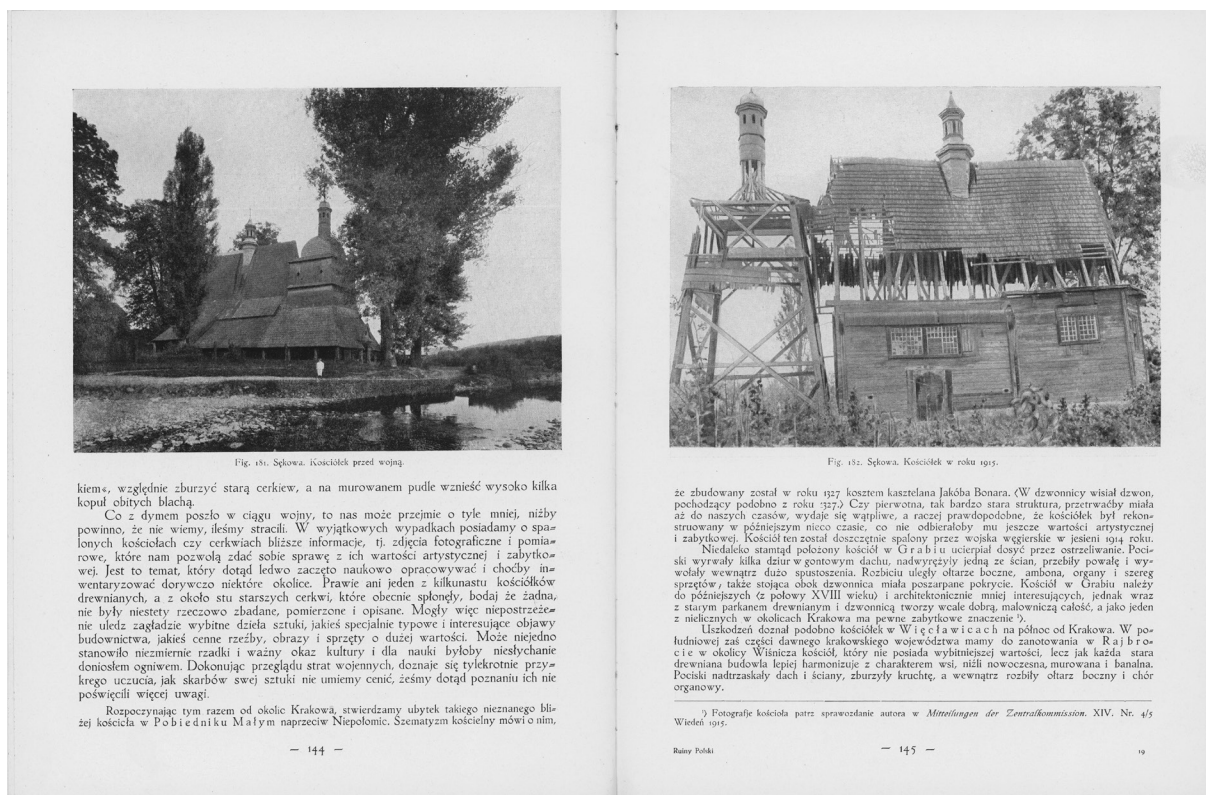 Fig. 181. Sękowa. Kościółek przed wojną.
kiem«, względnie zburzyć starą cerkiew, a na murowanem pudle wznieść wysoko kilka
kopuł obitych blachą.
Co z dymem poszło w ciągu wojny, to nas może przejmie o tyle mniej, niżby
powinno, że nie wiemy, ileśmy stracili. W wyjątkowych wypadkach posiadamy o spa-
lonych kościołach czy cerkwiach bliższe informacje, tj. zdjęcia fotograficzne i pomia-
rowe, które nam pozwolą zdać sobie sprawę z ich wartości artystycznej i zabytko-
wej. Jest to temat, który dotąd ledwo zaczęto naukowo opracowywać i choćby in-
wentaryzować dorywczo niektóre okolice. Prawie ani jeden z kilkunastu kościółków
drewnianych, a z około stu starszych cerkwi, które obecnie spłonęły, bodaj że żadna,
nie były niestety rzeczowo zbadane, pomierzone i opisane. Mogły więc niepostrzeże-
nie uledz zagładzie wybitne dzieła sztuki, jakieś specjalnie typowe i interesujące objawy
budownictwa, jakieś cenne rzeźby, obrazy i sprzęty o dużej wartości. Może niejedno
stanowiło niezmiernie rzadki i ważny okaz kultury i dla nauki byłoby niesłychanie
doniosłem ogniwem. Dokonując przeglądu strat wojennych, doznaje się tylekrotnie przy-
krego uczucia, jak skarbów swej sztuki nie umiemy cenić, żeśmy dotąd poznaniu ich nie
poświęcili więcej uwagi.
Rozpoczynając tym razem od okolic Krakowa, stwierdzamy ubytek takiego nieznanego bli-
żej kościoła w Pobiedniku Małym naprzeciw Niepołomic. Szematyzm kościelny mówi o nim,
— 144 —
Fig. 182. Sękowa. Kościółek w roku 1915.
że zbudowany został w roku 1327 kosztem kasztelana Jakóba Bonara. (W dzwonnicy wisiał dzwon,
pochodzący podobno z roku 1327.) Czy pierwotna, tak bardzo stara struktura, przetrwaćby miała
aż do naszych czasów, wydaje się wątpliwe, a raczej prawdopodobne, że kościółek był rekon-
struowany w późniejszym nieco czasie, co nie odbierałoby mu jeszcze wartości artystycznej
i zabytkowej. Kościół ten został doszczętnie spalony przez wojska węgierskie w jesieni 1914 roku.
Niedaleko stamtąd położony kościół w Grabiu ucierpiał dosyć przez ostrzeliwanie. Poci-
ski wyrwały kilka dziur w gontowym dachu, nadwerężyły jedną ze ścian, przebiły powałę i wy-
wołały wewnątrz dużo spustoszenia. Rozbiciu uległy ołtarze boczne, ambona, organy i szereg
sprzętów; także stojąca obok dzwonnica miała poszarpane pokrycie. Kościół w Grabiu należy
do późniejszych (z połowy XVIII wieku) i architektonicznie mniej interesujących, jednak wraz
z starym parkanem drewnianym i dzwonnicą tworzy wcale dobrą, malowniczą całość, a jako jeden
z nielicznych w okolicach Krakowa ma pewne zabytkowe znaczenie ¹).
Uszkodzeń doznał podobno kościółek w Więcławicach na północ od Krakowa. W po-
łudniowej zaś części dawnego krakowskiego województwa mamy do zanotowania w Rajbro-
cie w okolicy Wiśnicza kościół, który nie posiada wybitniejszej wartości, lecz jak każda stara
drewniana budowla lepiej harmonizuje z charakterem wsi, niźli nowoczesna, murowana i banalna.
Pociski nadtrzaskały dach i ściany, zburzyły kruchtę, a wewnątrz rozbiły ołtarz boczny i chór
organowy.
¹) Fotografje kościoła patrz sprawozdanie autora w Mitteilungen der Zentralkommission. XIV. Nr. 4/5
Wiedeń 1915.
Ruiny Polski
— 145 —
19